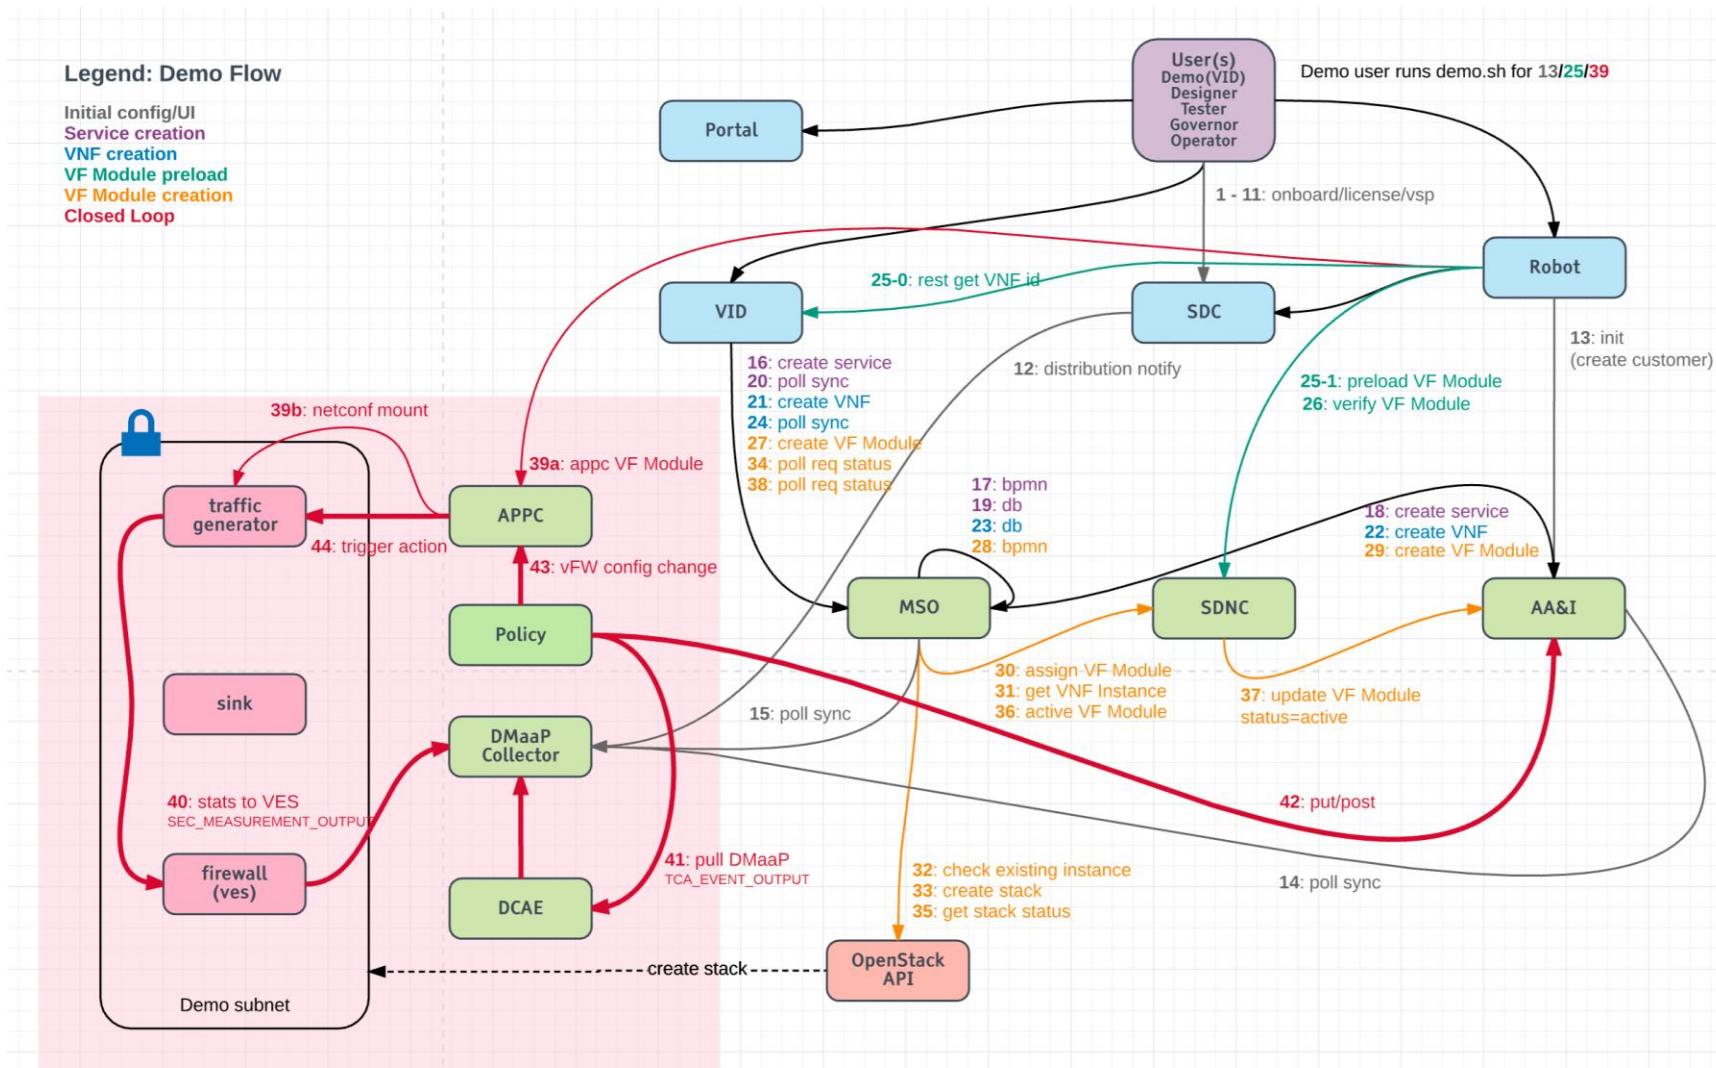 Legend: Demo Flow
Initial config/UI
Service creation
VNF creation
VF Module preload
VF Module creation
Closed Loop
User(s)
Demo(VID)
Designer
Tester
Governor
Operator
Demo user runs demo.sh for 13/25/39
Portal
1 - 11: onboard/license/vsp
Robot
25-0: rest get VNF id
VID
SDC
13: init
(create customer)
16: create service
20: poll sync
21: create VNF
24: poll sync
27: create VF Module
34: poll req status
38: poll req status
12: distribution notify
25-1: preload VF Module
26: verify VF Module
39b: netconf mount
39a: appc VF Module
traffic
generator
APPC
17: bpmn
19: db
23: db
28: bpmn
18: create service
22: create VNF
29: create VF Module
44: trigger action
43: vFW config change
Policy
MSO
SDNC
AA&I
30: assign VF Module
31: get VNF Instance
36: active VF Module
37: update VF Module
status=active
sink
15: poll sync
DMaaP
Collector
40: stats to VES
SEC_MEASUREMENT_OUTPUT
42: put/post
firewall
(ves)
41: pull DMaaP
TCA_EVENT_OUTPUT
DCAE
32: check existing instance
33: create stack
35: get stack status
14: poll sync
create stack
OpenStack
API
Demo subnet